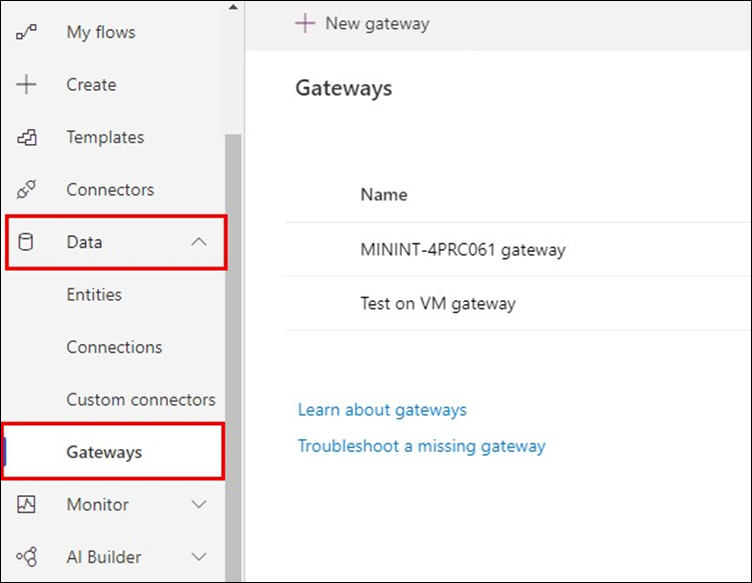 My flows
Create
Templates
Connectors
Data
Entities
Connections
Custom connectors
Gateways
Monitor
AI Builder
New gateway
Gateways
Name
MININT-4PRC061 gateway
Test on VM gateway
Learn about gateways
Troubleshoot a missing gateway